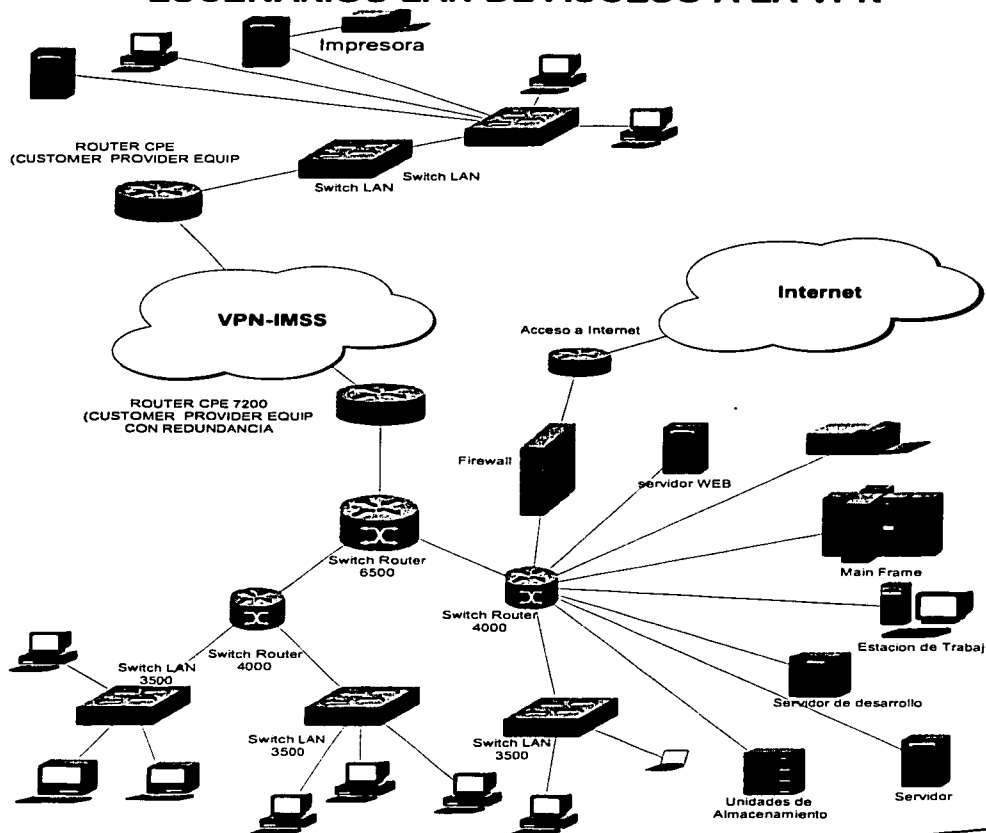 Impresora
ROUTER CPE
(CUSTOMER PROVIDER EQUIP
Switch LAN
Switch LAN
VPN-IMSS
Internet
Acceso a Internet
ROUTER CPE 7200
(CUSTOMER PROVIDER EQUIP
CON REDUNDANCIA
Firewall
servidor WEB
Switch Router
6500
Main Frame
Switch Router
4000
Estacion de Trabaj
Switch Router
4000
Switch LAN
3500
Servidor de desarrollo
Switch LAN
3500
Switch LAN
3500
Unidades de
Almacenamiento
Servidor